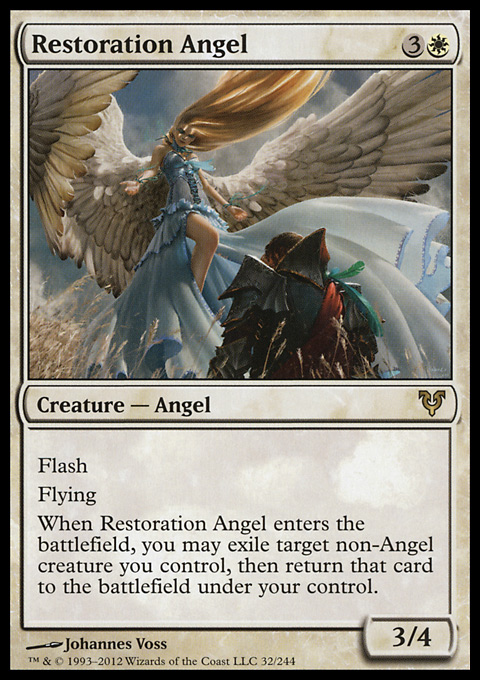 Restoration Angel 3
Creature — Angel
Flash
Flying
When Restoration Angel enters the
battlefield, you may exile target non-Angel
creature you control, then return that card
to the battlefield under your control.
Johannes Voss
3/4
™ & © 1993–2012 Wizards of the Coast LLC 32/244